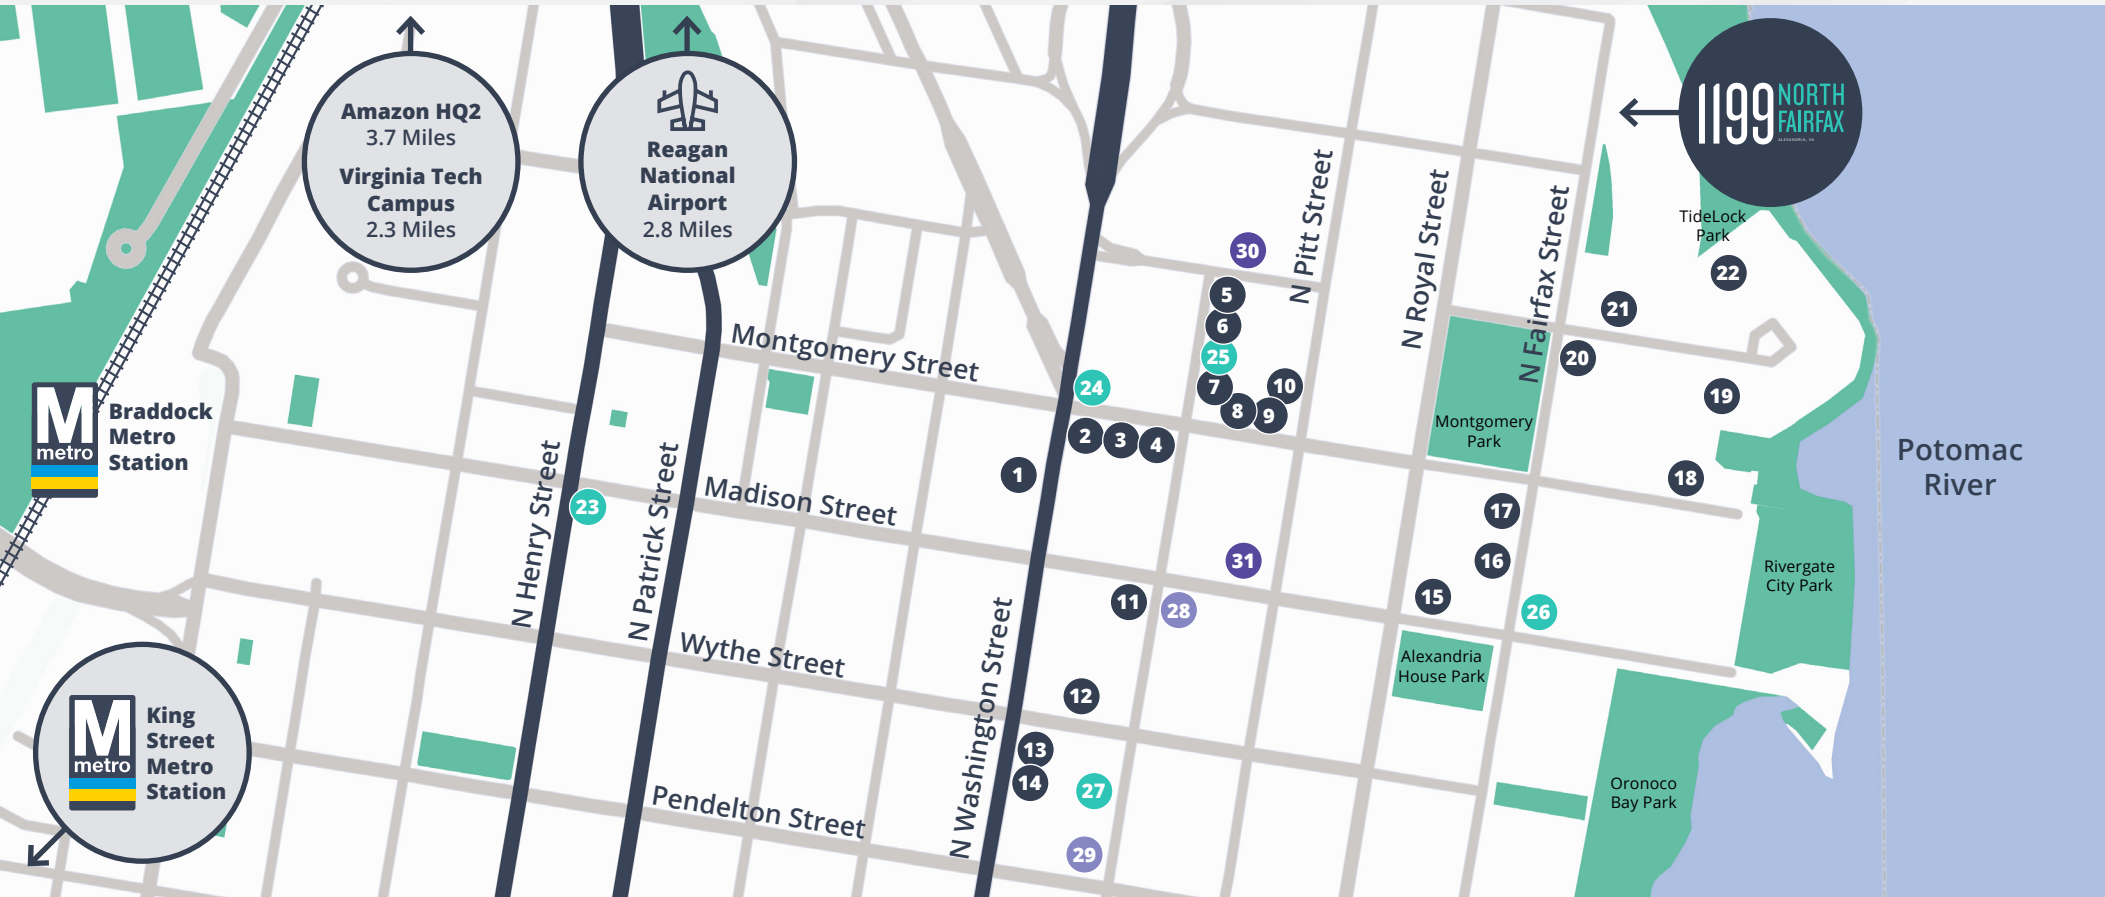 Amazon HQ2
3.7 Miles
Virginia Tech
Campus
2.3 Miles
Reagan
National
Airport
2.8 Miles
1199 NORTH
FAIRFAX
ALEXANDRIA, VA
TideLock
Park
N Pitt Street
N Royal Street
N Fairfax Street
30
5
6
25
7
8
9
10
22
21
20
19
18
Montgomery Street
24
2
3
4
1
Montgomery
Park
M
metro
Braddock
Metro
Station
Potomac
River
N Henry Street
23
N Patrick Street
Madison Street
17
16
15
31
11
28
26
Rivergate
City Park
Wythe Street
N Washington Street
Alexandria
House Park
12
13
14
27
29
M
metro
King
Street
Metro
Station
Pendelton Street
Oronoco
Bay Park